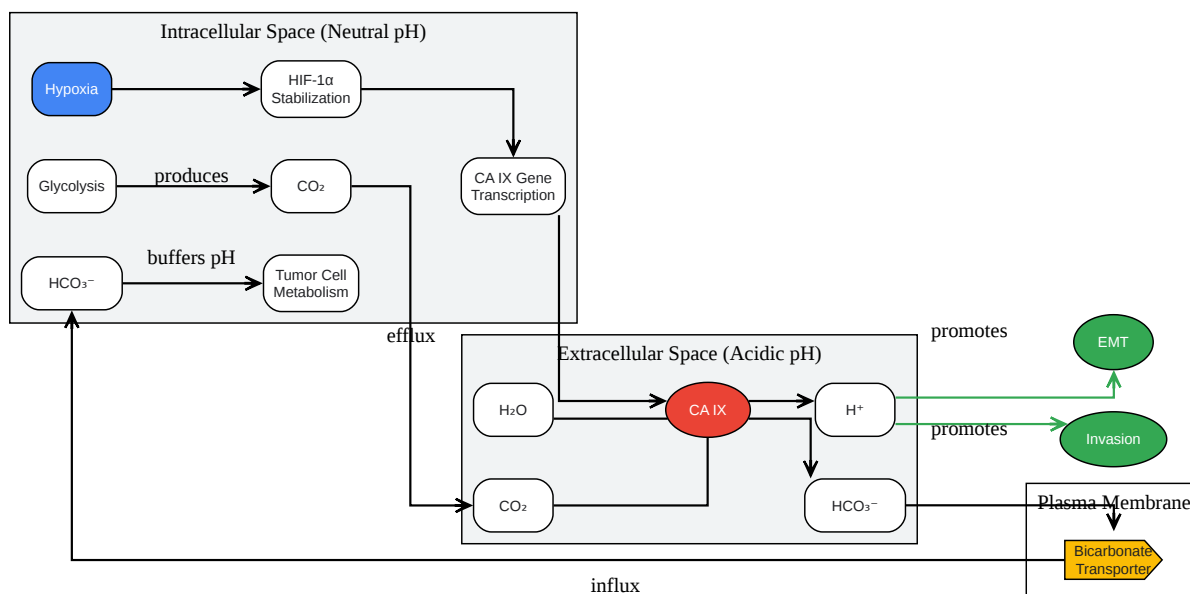 Intracellular Space (Neutral pH)
Hypoxia
HIF-1α
Stabilization
Glycolysis
produces
CO₂
CA IX Gene
Transcription
HCO₃⁻
buffers pH
Tumor Cell
Metabolism
efflux
Extracellular Space (Acidic pH)
H₂O
CA IX
H⁺
CO₂
HCO₃⁻
promotes
EMT
promotes
Invasion
Plasma Membrane
Bicarbonate
Transporter
influx